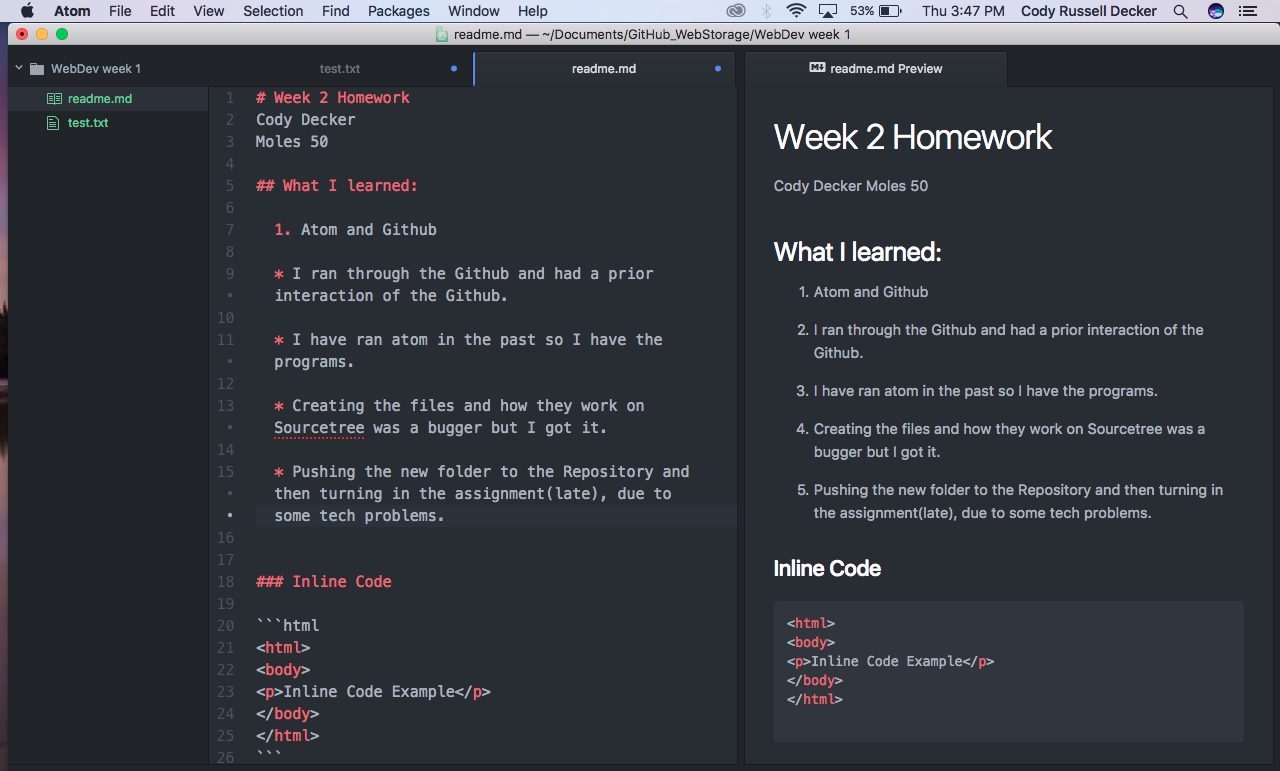 Atom File Edit View Selection Find Packages Window Help 53% Thu 3:47 PM Cody Russell Decker
readme.md — ~/Documents/GitHub_WebStorage/WebDev week 1
WebDev week 1
readme.md
test.txt
test.txt
readme.md
1 # Week 2 Homework
2 Cody Decker
3 Moles 50
4
5 ## What I learned:
6
7 1. Atom and Github
8
9 * I ran through the Github and had a prior
• interaction of the Github.
10
11 * I have ran atom in the past so I have the
• programs.
12
13 * Creating the files and how they work on
• Sourcetree was a bugger but I got it.
14
15 * Pushing the new folder to the Repository and
• then turning in the assignment(late), due to
• some tech problems.
16
17
18 ### Inline Code
19
20 ```html
21 <html>
22 <body>
23 <p>Inline Code Example</p>
24 </body>
25 </html>
26 ```
readme.md Preview
Week 2 Homework
Cody Decker Moles 50
What I learned:
1. Atom and Github
2. I ran through the Github and had a prior interaction of the
Github.
3. I have ran atom in the past so I have the programs.
4. Creating the files and how they work on Sourcetree was a
bugger but I got it.
5. Pushing the new folder to the Repository and then turning in
the assignment(late), due to some tech problems.
Inline Code
<html>
<body>
<p>Inline Code Example</p>
</body>
</html>